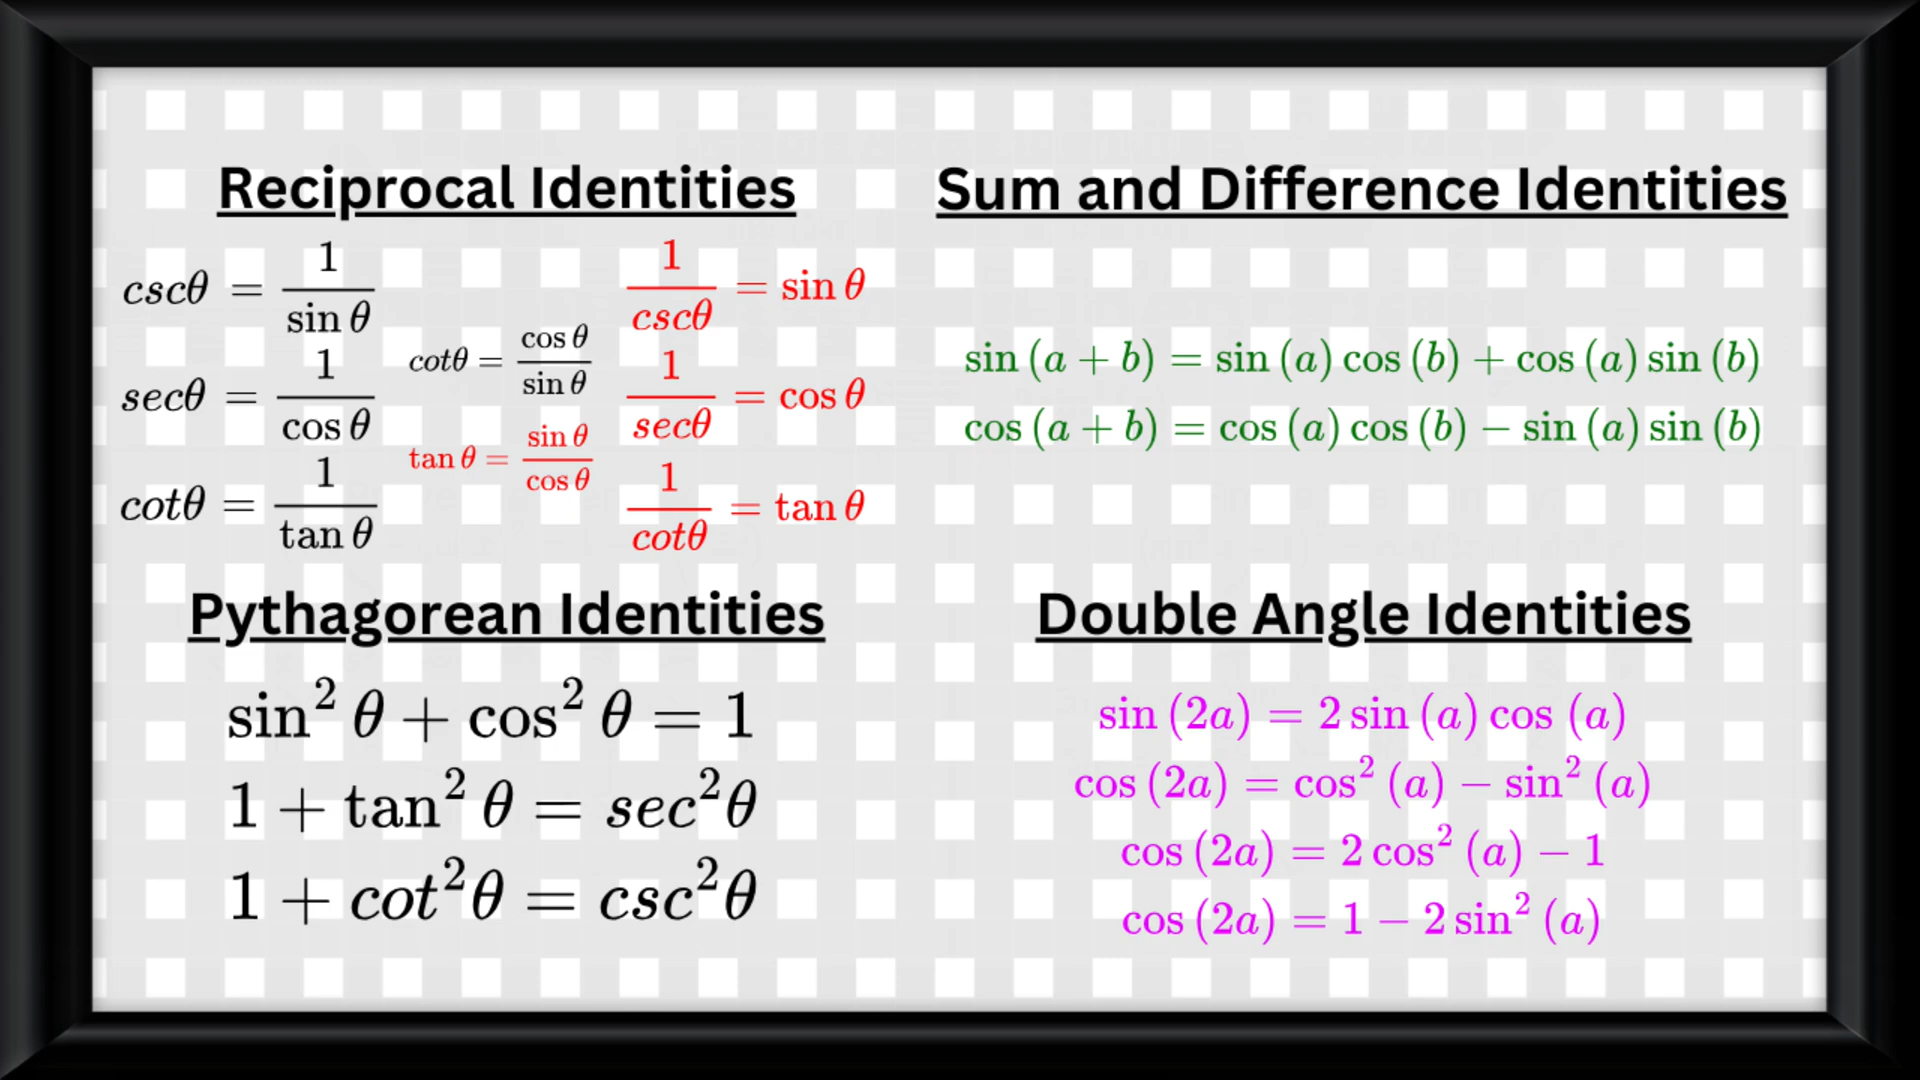 Reciprocal Identities
cscθ = 1/sin θ
secθ = 1/cos θ
cotθ = 1/tan θ
cotθ = cos θ/sin θ
tan θ = sin θ/cos θ
1/cscθ = sin θ
1/secθ = cos θ
1/cotθ = tan θ
Sum and Difference Identities
sin (a + b) = sin (a) cos (b) + cos (a) sin (b)
cos (a + b) = cos (a) cos (b) − sin (a) sin (b)
Pythagorean Identities
sin² θ + cos² θ = 1
1 + tan² θ = sec²θ
1 + cot²θ = csc²θ
Double Angle Identities
sin (2a) = 2 sin (a) cos (a)
cos (2a) = cos² (a) − sin² (a)
cos (2a) = 2 cos² (a) − 1
cos (2a) = 1 − 2 sin² (a)